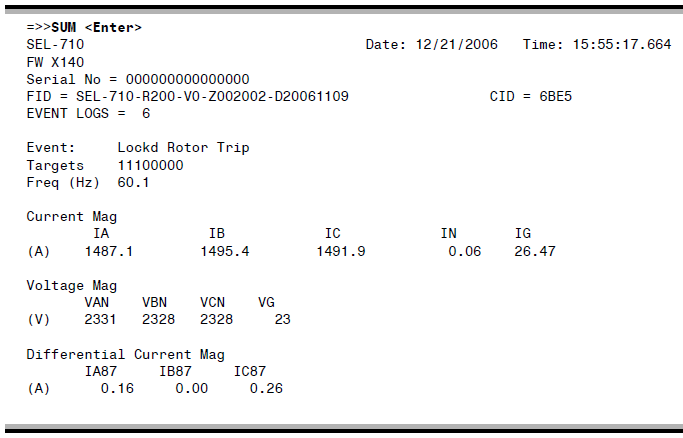 =>>SUM <Enter>
SEL-710 Date: 12/21/2006 Time: 15:55:17.664
FW X140
Serial No = 000000000000000
FID = SEL-710-R200-V0-Z002002-D20061109 CID = 6BE5
EVENT LOGS = 6
Event: Lockd Rotor Trip
Targets 11100000
Freq (Hz) 60.1
Current Mag
IA IB IC IN IG
(A) 1487.1 1495.4 1491.9 0.06 26.47
Voltage Mag
VAN VBN VCN VG
(V) 2331 2328 2328 23
Differential Current Mag
IA87 IB87 IC87
(A) 0.16 0.00 0.26